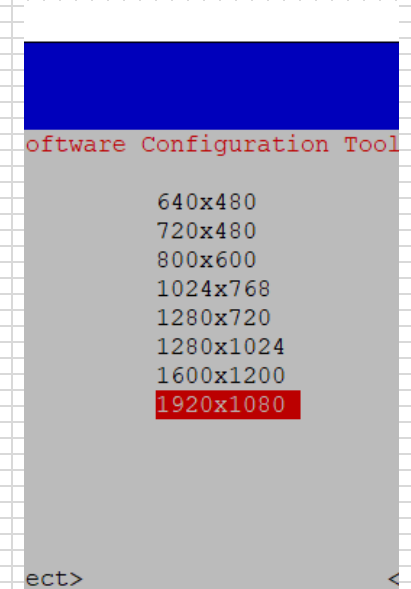 oftware Configuration Tool
640x480
720x480
800x600
1024x768
1280x720
1280x1024
1600x1200
1920x1080
ect> <